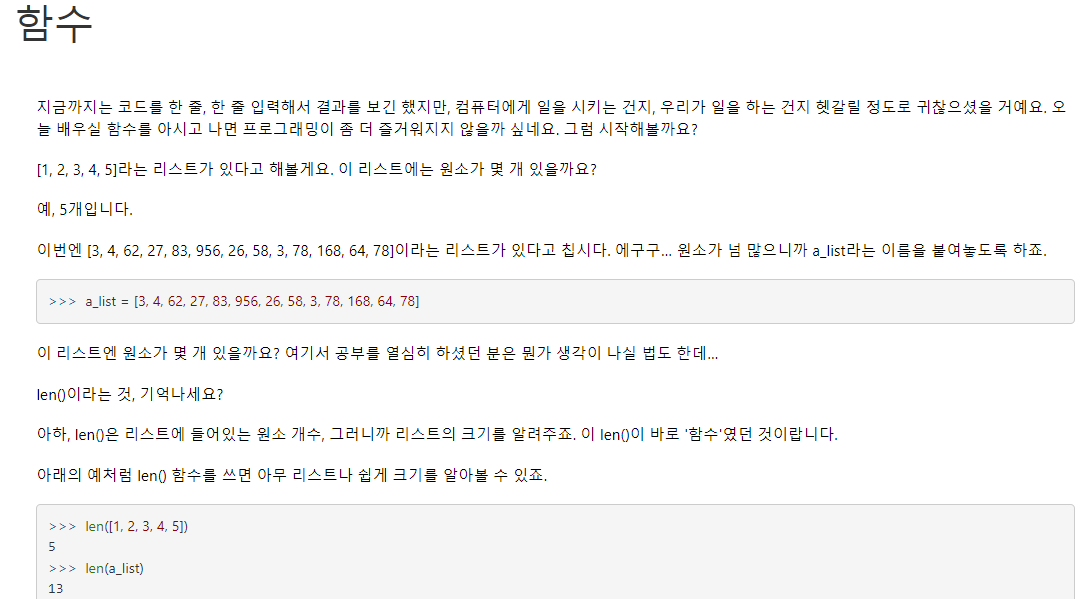 함수
지금까지는 코드를 한 줄, 한 줄 입력해서 결과를 보긴 했지만, 컴퓨터에게 일을 시키는 건지, 우리가 일을 하는 건지 헷갈릴 정도로 귀찮으셨을 거예요. 오
늘 배우실 함수를 아시고 나면 프로그래밍이 좀 더 즐거워지지 않을까 싶네요. 그럼 시작해볼까요?
[1, 2, 3, 4, 5]라는 리스트가 있다고 해볼게요. 이 리스트에는 원소가 몇 개 있을까요?
예, 5개입니다.
이번엔 [3, 4, 62, 27, 83, 956, 26, 58, 3, 78, 168, 64, 78]이라는 리스트가 있다고 칩시다. 에구구... 원소가 넘 많으니까 a_list라는 이름을 붙여놓도록 하죠.
>>> a_list = [3, 4, 62, 27, 83, 956, 26, 58, 3, 78, 168, 64, 78]
이 리스트엔 원소가 몇 개 있을까요? 여기서 공부를 열심히 하셨던 분은 뭔가 생각이 나실 법도 한데...
len()이라는 것, 기억나세요?
아하, len()은 리스트에 들어있는 원소 개수, 그러니까 리스트의 크기를 알려주죠. 이 len()이 바로 '함수'였던 것이랍니다.
아래의 예처럼 len() 함수를 쓰면 아무 리스트나 쉽게 크기를 알아볼 수 있죠.
>>> len([1, 2, 3, 4, 5])
5
>>> len(a_list)
13